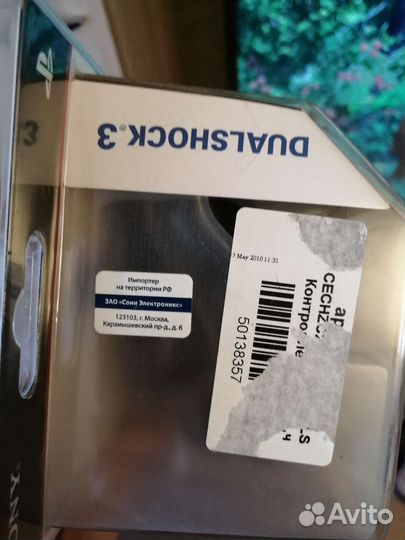 DUALSHOCK®3
3
Импортер
на территории РФ
ЗАО «Сони Электроникс»
123103, г. Москва,
Карамышевский пр-д., д. 6
May 2010 11:31
50138357
Avito